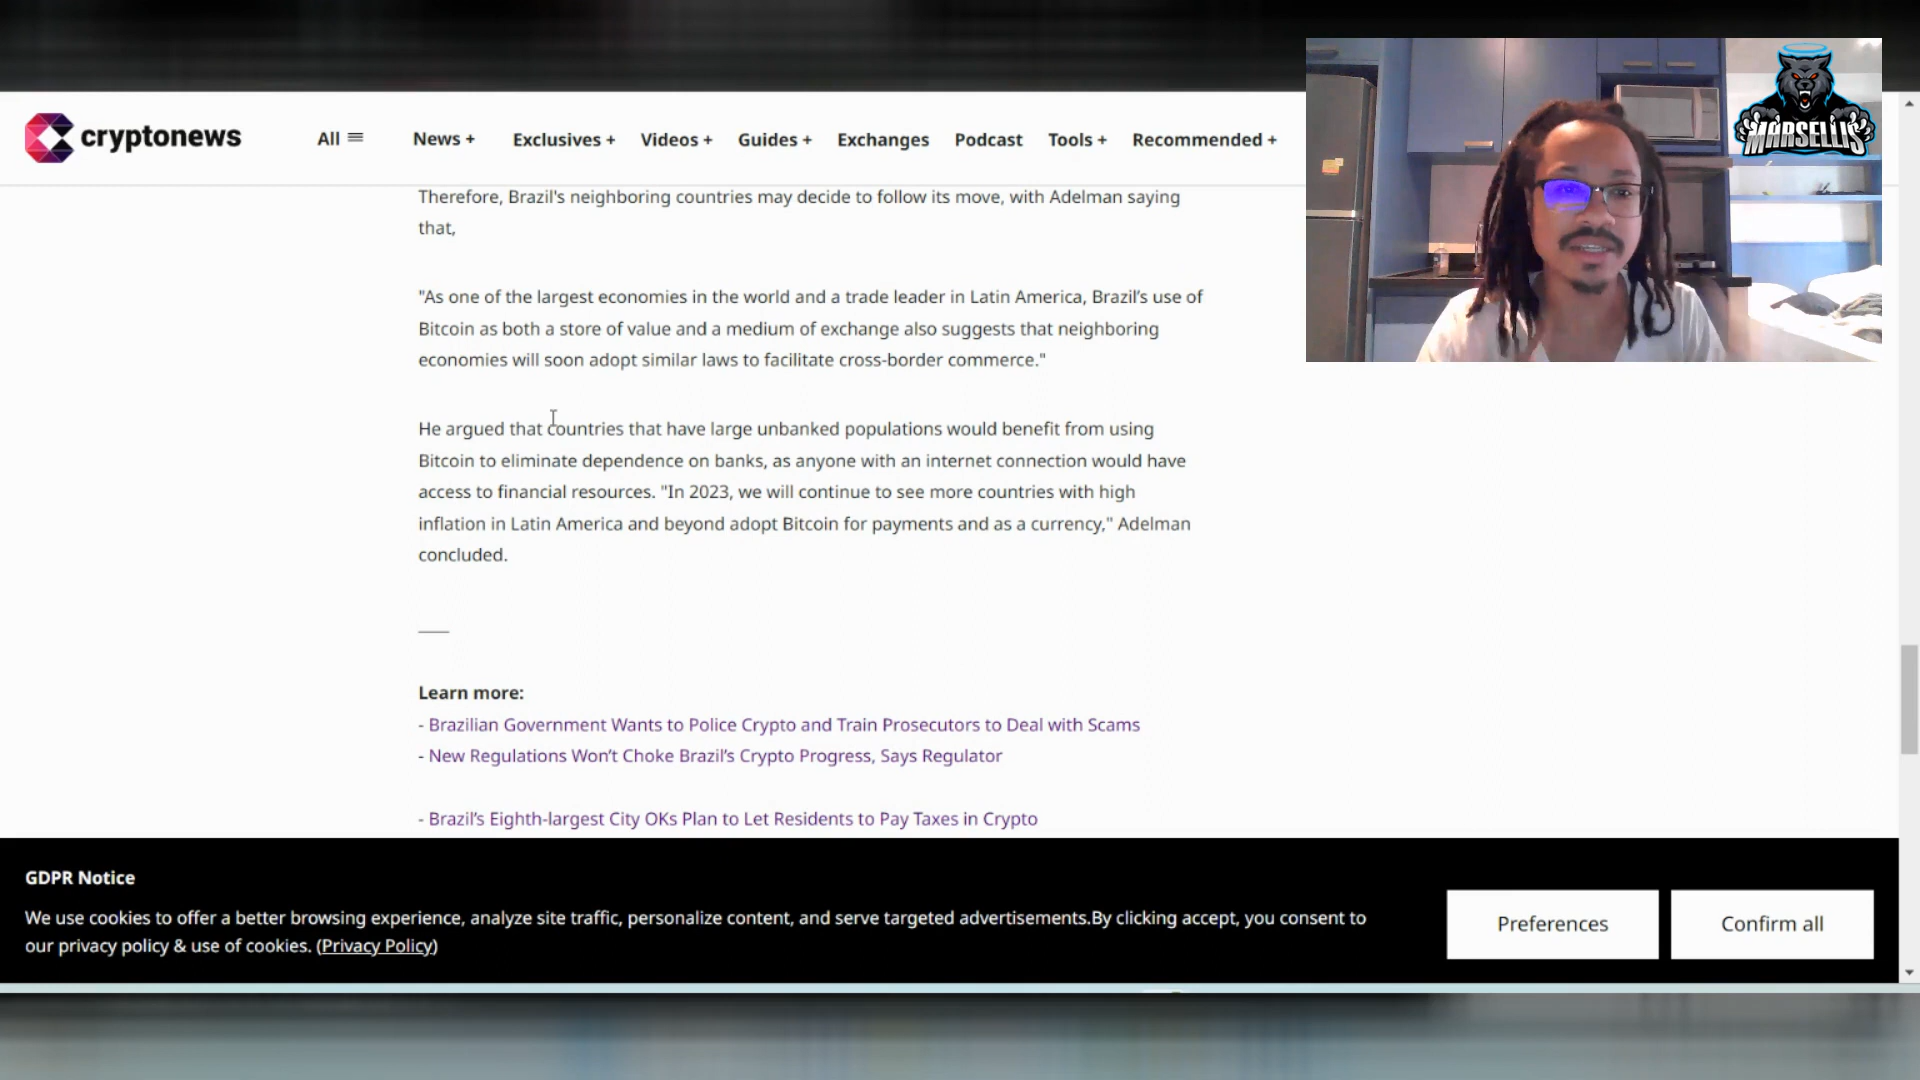 cryptonews
All
News +
Exclusives +
Videos +
Guides +
Exchanges
Podcast
Tools +
Recommended +
MARSELLIS
Therefore, Brazil's neighboring countries may decide to follow its move, with Adelman saying
that,
"As one of the largest economies in the world and a trade leader in Latin America, Brazil’s use of
Bitcoin as both a store of value and a medium of exchange also suggests that neighboring
economies will soon adopt similar laws to facilitate cross-border commerce."
He argued that countries that have large unbanked populations would benefit from using
Bitcoin to eliminate dependence on banks, as anyone with an internet connection would have
access to financial resources. "In 2023, we will continue to see more countries with high
inflation in Latin America and beyond adopt Bitcoin for payments and as a currency," Adelman
concluded.
Learn more:
- Brazilian Government Wants to Police Crypto and Train Prosecutors to Deal with Scams
- New Regulations Won’t Choke Brazil’s Crypto Progress, Says Regulator
- Brazil’s Eighth-largest City OKs Plan to Let Residents to Pay Taxes in Crypto
GDPR Notice
We use cookies to offer a better browsing experience, analyze site traffic, personalize content, and serve targeted advertisements.By clicking accept, you consent to
our privacy policy & use of cookies. (Privacy Policy)
Preferences
Confirm all